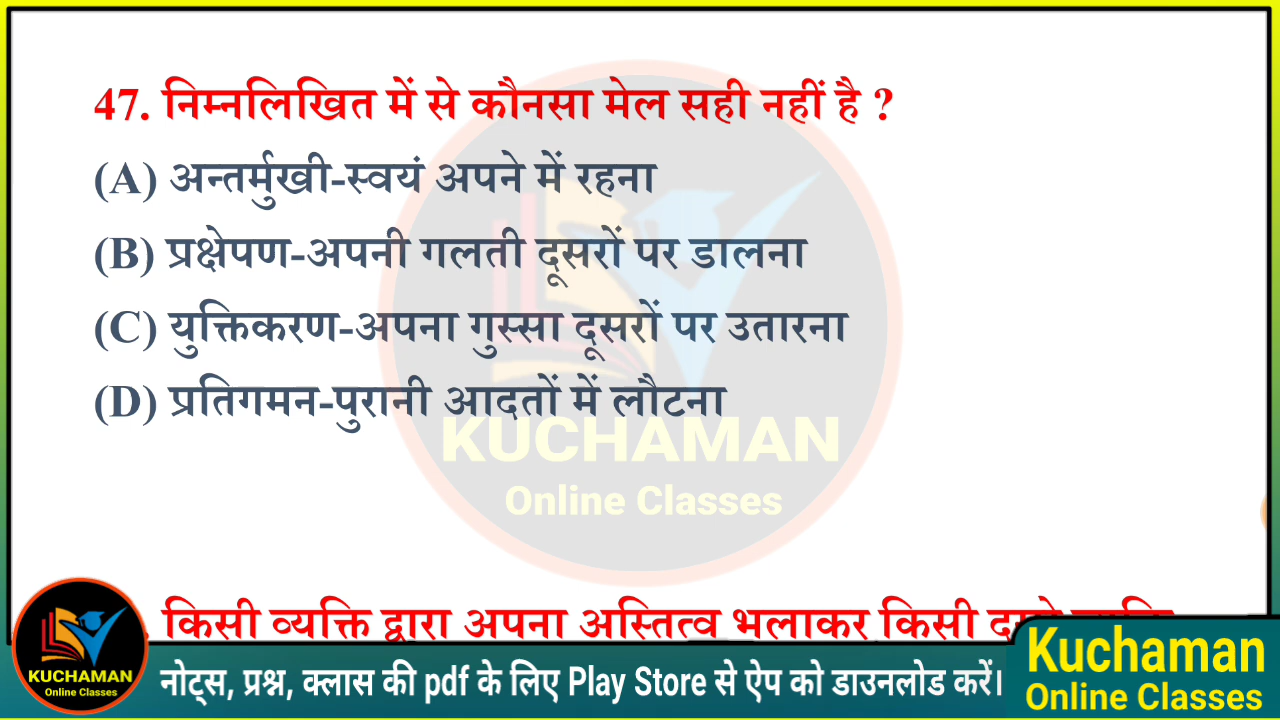 47. निम्नलिखित में से कौनसा मेल सही नहीं है ?
(A) अन्तर्मुखी-स्वयं अपने में रहना
(B) प्रक्षेपण-अपनी गलती दूसरों पर डालना
(C) युक्तिकरण-अपना गुस्सा दूसरों पर उतारना
(D) प्रतिगमन-पुरानी आदतों में लौटना
KUCHAMAN
Online Classes
किसी व्यक्ति द्वारा अपना अस्तित्व भलाकर किसी
KUCHAMAN
Online Classes
नोट्स, प्रश्न, क्लास की pdf के लिए Play Store से ऐप को डाउनलोड करें।
Kuchaman
Online Classes